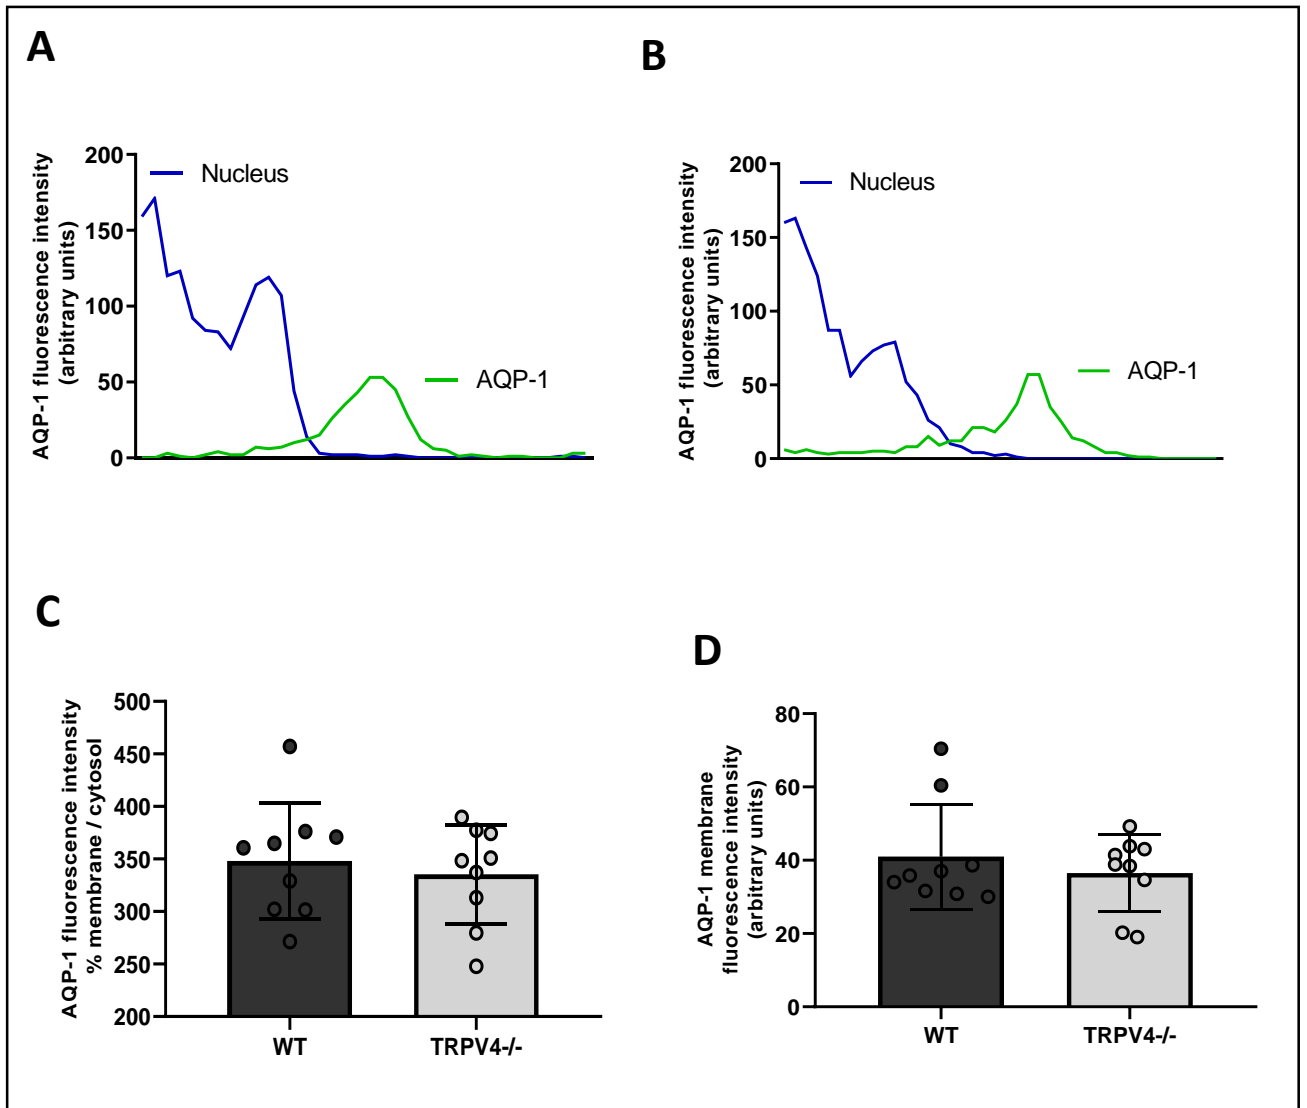 A
B
AQP-1 fluorescence intensity
(arbitrary units)
200
150
100
50
0
Nucleus
AQP-1
AQP-1 fluorescence intensity
(arbitrary units)
200
150
100
50
0
Nucleus
AQP-1
C
D
AQP-1 fluorescence intensity
% membrane / cytosol
500
450
400
350
300
250
200
WT
TRPV4-/-
AQP-1 membrane
fluorescence intensity
(arbitrary units)
80
60
40
20
0
WT
TRPV4-/-